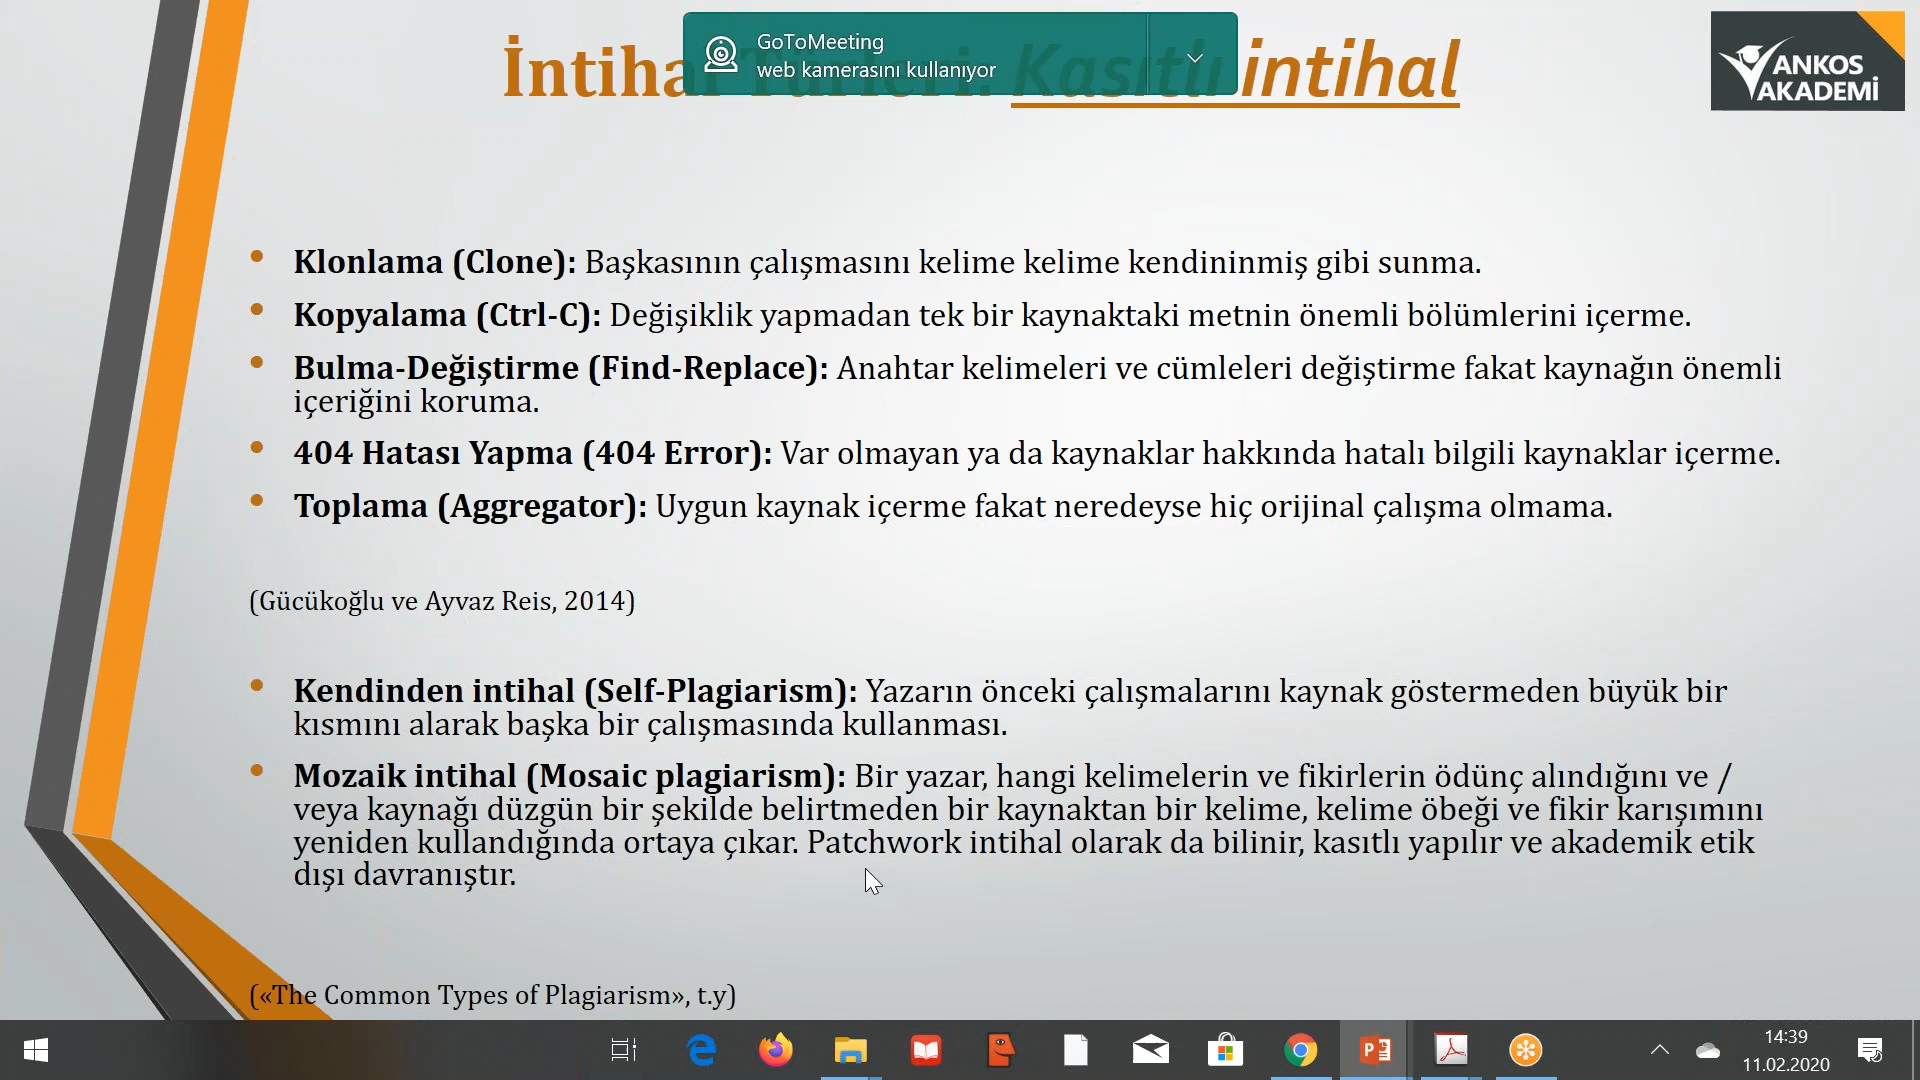 GoToMeeting
web kamerasını kullanıyor
İntihal Türleri: Kasıtlı intihal
ANKOS
AKADEMİ
• Klonlama (Clone): Başkasının çalışmasını kelime kelime kendininmiş gibi sunma.
• Kopyalama (Ctrl-C): Değişiklik yapmadan tek bir kaynaktaki metnin önemli bölümlerini içerme.
• Bulma-Değiştirme (Find-Replace): Anahtar kelimeleri ve cümleleri değiştirme fakat kaynağın önemli
içeriğini koruma.
• 404 Hatası Yapma (404 Error): Var olmayan ya da kaynaklar hakkında hatalı bilgili kaynaklar içerme.
• Toplama (Aggregator): Uygun kaynak içerme fakat neredeyse hiç orijinal çalışma olmama.
(Gücükoğlu ve Ayvaz Reis, 2014)
• Kendinden intihal (Self-Plagiarism): Yazarın önceki çalışmalarını kaynak göstermeden büyük bir
kısmını alarak başka bir çalışmasında kullanması.
• Mozaik intihal (Mosaic plagiarism): Bir yazar, hangi kelimelerin ve fikirlerin ödünç alındığını ve /
veya kaynağı düzgün bir şekilde belirtmeden bir kaynaktan bir kelime, kelime öbeği ve fikir karışımını
yeniden kullandığında ortaya çıkar. Patchwork intihal olarak da bilinir, kasıtlı yapılır ve akademik etik
dışı davranıştır.
(«The Common Types of Plagiarism», t.y)
14:39
11.02.2020